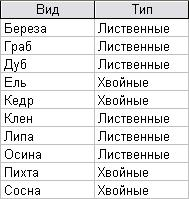 Вид Тип
Береза Лиственные
Граб Лиственные
Дуб Лиственные
Ель Хвойные
Кедр Хвойные
Клен Лиственные
Липа Лиственные
Осина Лиственные
Пихта Хвойные
Сосна Хвойные